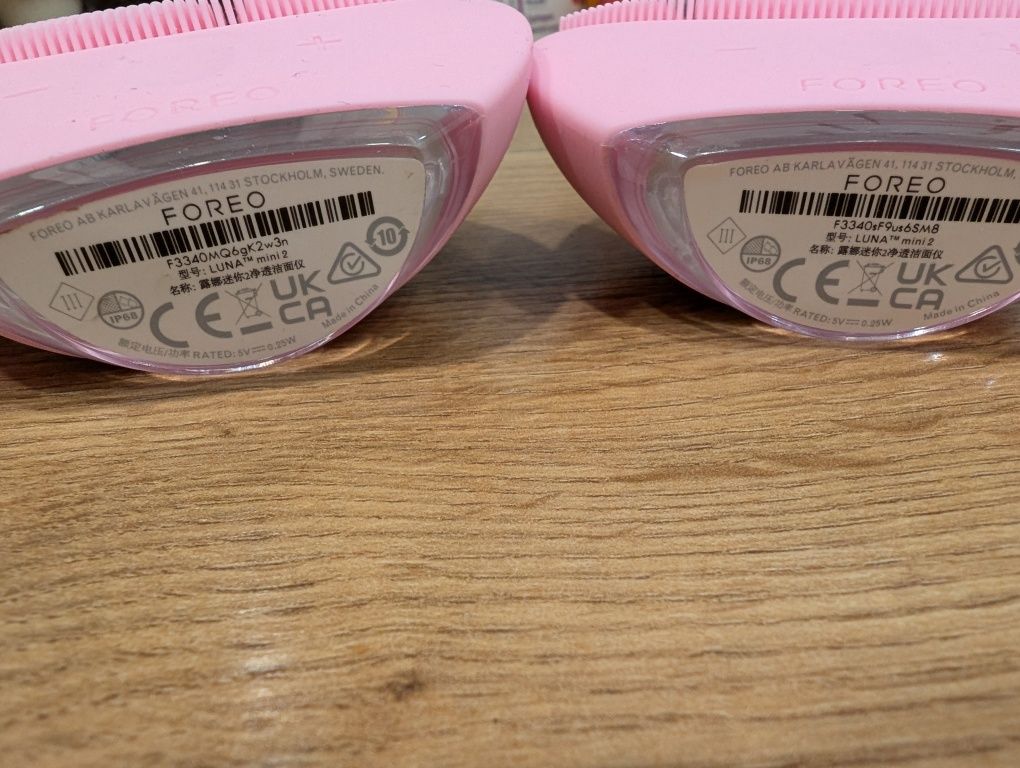 +
FOREO
FOREO AB KARLAVÄGEN 41, 114 31 STOCKHOLM, SWEDEN.
FOREO
F3340MQ6gK2w3n
型号: LUNA™ mini 2
名称: 露娜迷你2净透洁面仪
III
IP68
CE
UK
CA
10
Made in China
额定电压/功率 RATED: 5V⎓0.25W
− +
FOREO
FOREO AB KARLAVÄGEN 41, 114 31 STOCKHOLM,
FOREO
F3340sF9us6SM8
型号: LUNA™ mini 2
名称: 露娜迷你2净透洁面仪
III
IP68
CE
UK
CA
Made in China
额定电压/功率 RATED: 5V⎓0.25W